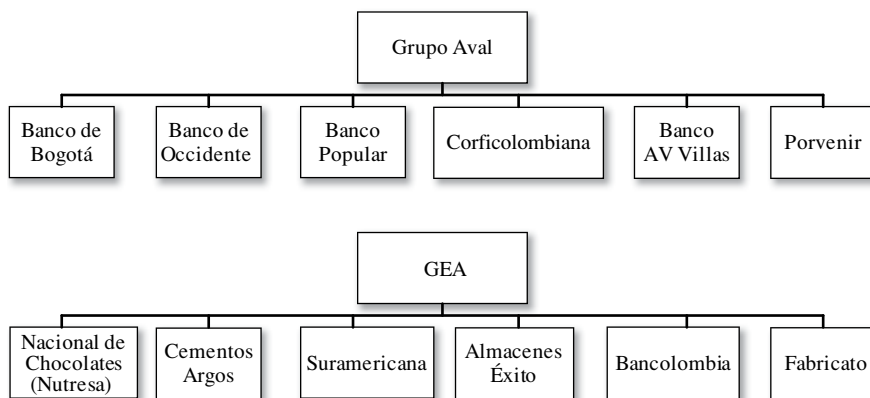 Grupo Aval
Banco de
Bogotá
Banco de
Occidente
Banco
Popular
Corficolombiana
Banco
AV Villas
Porvenir
GEA
Nacional de
Chocolates
(Nutresa)
Cementos
Argos
Suramericana
Almacenes
Éxito
Bancolombia
Fabricato